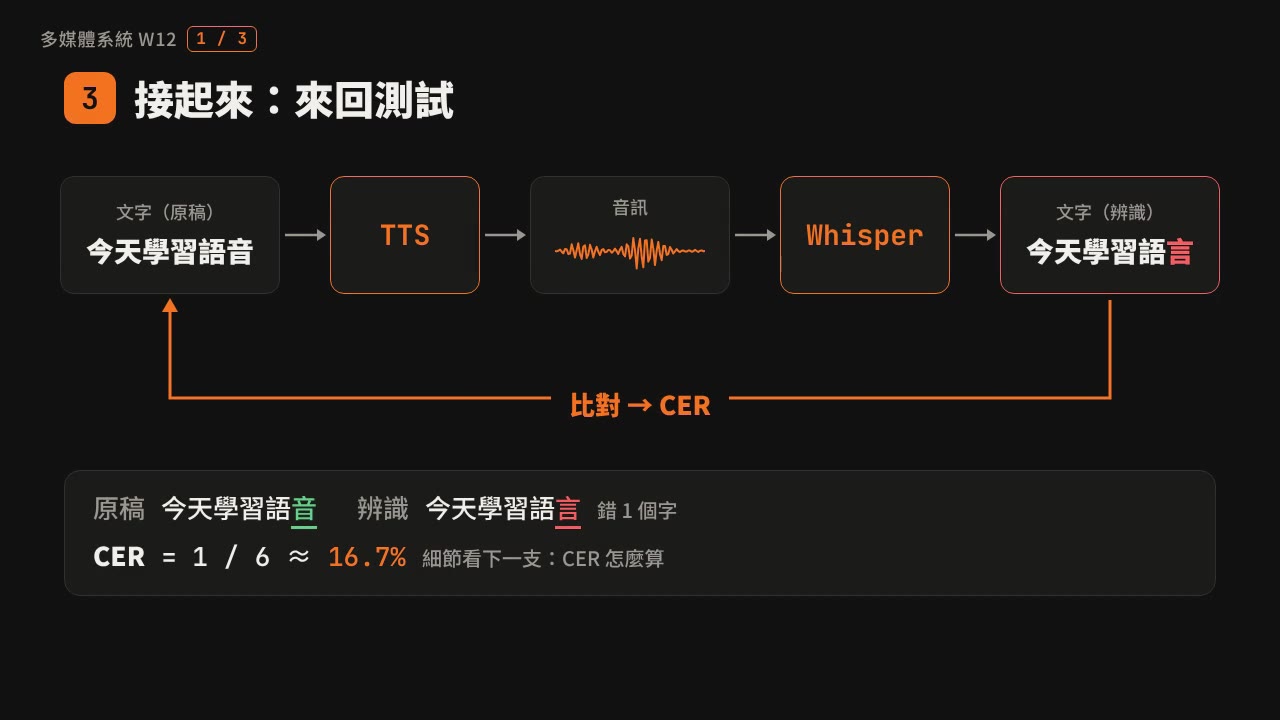 多媒體系統 W12 1 / 3
3 接起來：來回測試
文字（原稿）
今天學習語音
TTS
音訊
Whisper
文字（辨識）
今天學習語言
比對 → CER
原稿 今天學習語音 辨識 今天學習語言 錯 1 個字
CER = 1 / 6 ≈ 16.7% 細節看下一支：CER 怎麼算